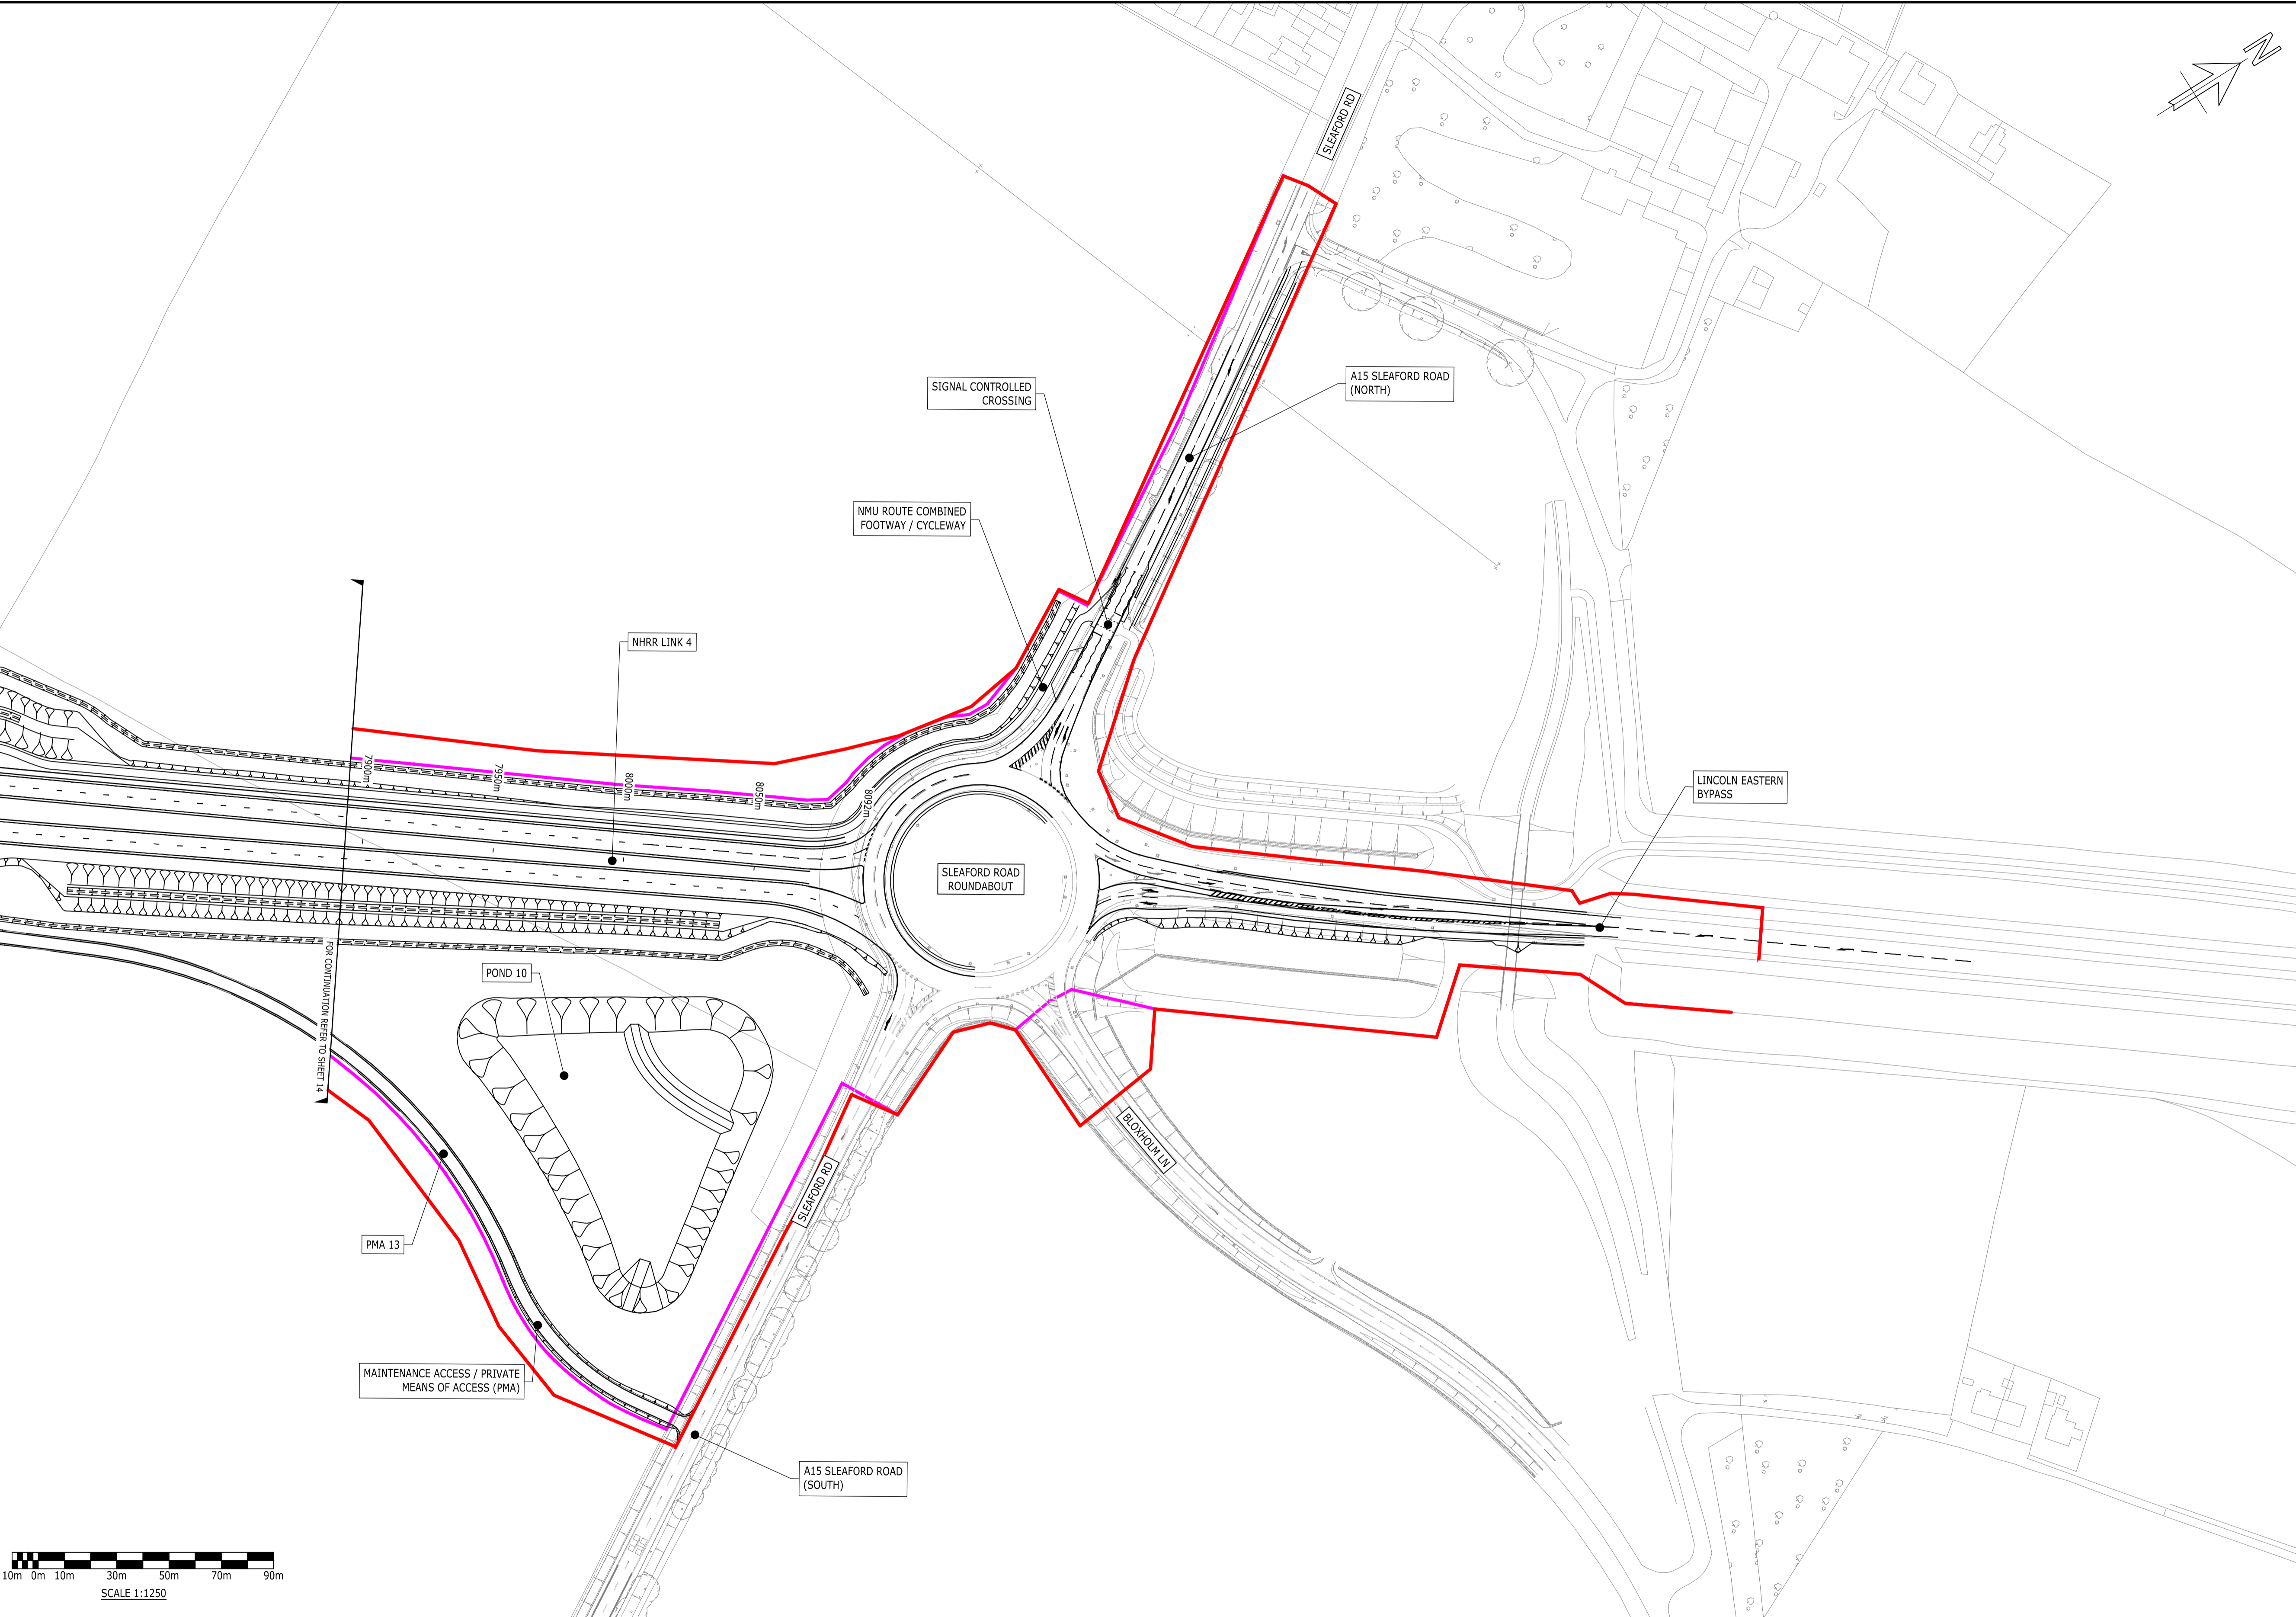 N
SLEAFORD RD
A15 SLEAFORD ROAD
(NORTH)
SIGNAL CONTROLLED
CROSSING
NMU ROUTE COMBINED
FOOTWAY / CYCLEWAY
NHRR LINK 4
7900m
7950m
8000m
8050m
8092m
LINCOLN EASTERN
BYPASS
SLEAFORD ROAD
ROUNDABOUT
FOR CONTINUATION REFER TO SHEET 14
POND 10
BLOXHOLM LN
SLEAFORD RD
PMA 13
MAINTENANCE ACCESS / PRIVATE
MEANS OF ACCESS (PMA)
A15 SLEAFORD ROAD
(SOUTH)
10m 0m 10m 30m 50m 70m 90m
SCALE 1:1250